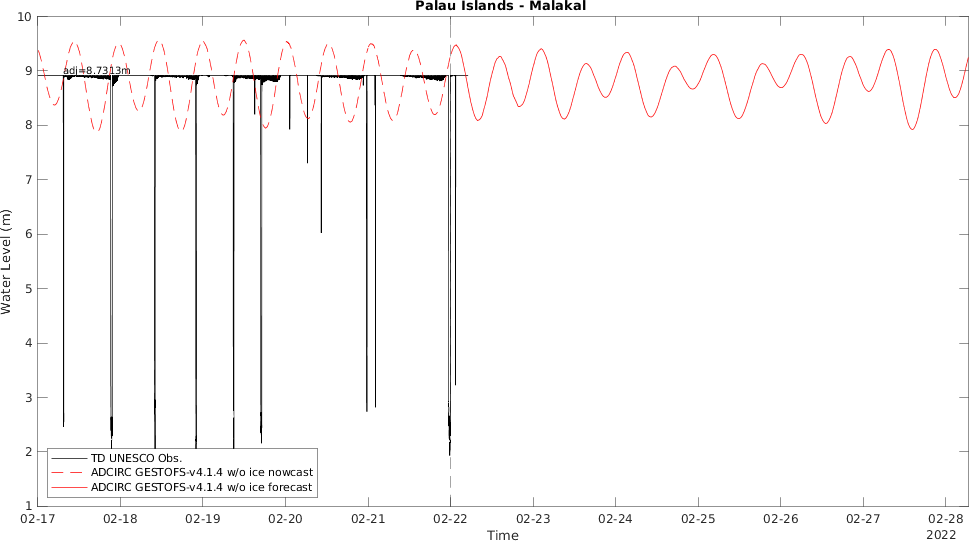 Palau Islands - Malakal
10
9
8
7
6
5
4
3
2
1
Water Level (m)
adj=8.7313m
TD UNESCO Obs.
ADCIRC GESTOFS-v4.1.4 w/o ice nowcast
ADCIRC GESTOFS-v4.1.4 w/o ice forecast
02-17 02-18 02-19 02-20 02-21 02-22 02-23 02-24 02-25 02-26 02-27 02-28
Time
2022